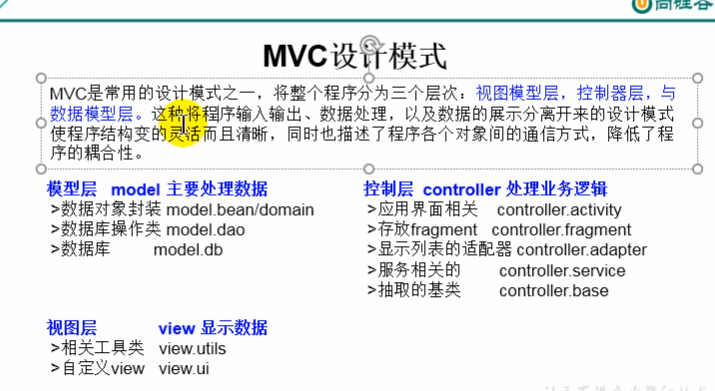 尚硅谷
MVC设计模式
MVC是常用的设计模式之一，将整个程序分为三个层次：视图模型层，控制器层，与
数据模型层。这种将程序输入输出、数据处理，以及数据的展示分离开来的设计模式
使程序结构变的灵活而且清晰，同时也描述了程序各个对象间的通信方式，降低了程
序的耦合性。
模型层 model 主要处理数据
>数据对象封装 model.bean/domain
>数据库操作类 model.dao
>数据库 model.db
控制层 controller 处理业务逻辑
>应用界面相关 controller.activity
>存放fragment controller.fragment
>显示列表的适配器 controller.adapter
>服务相关的 controller.service
>抽取的基类 controller.base
视图层 view 显示数据
>相关工具类 view.utils
>自定义view view.ui